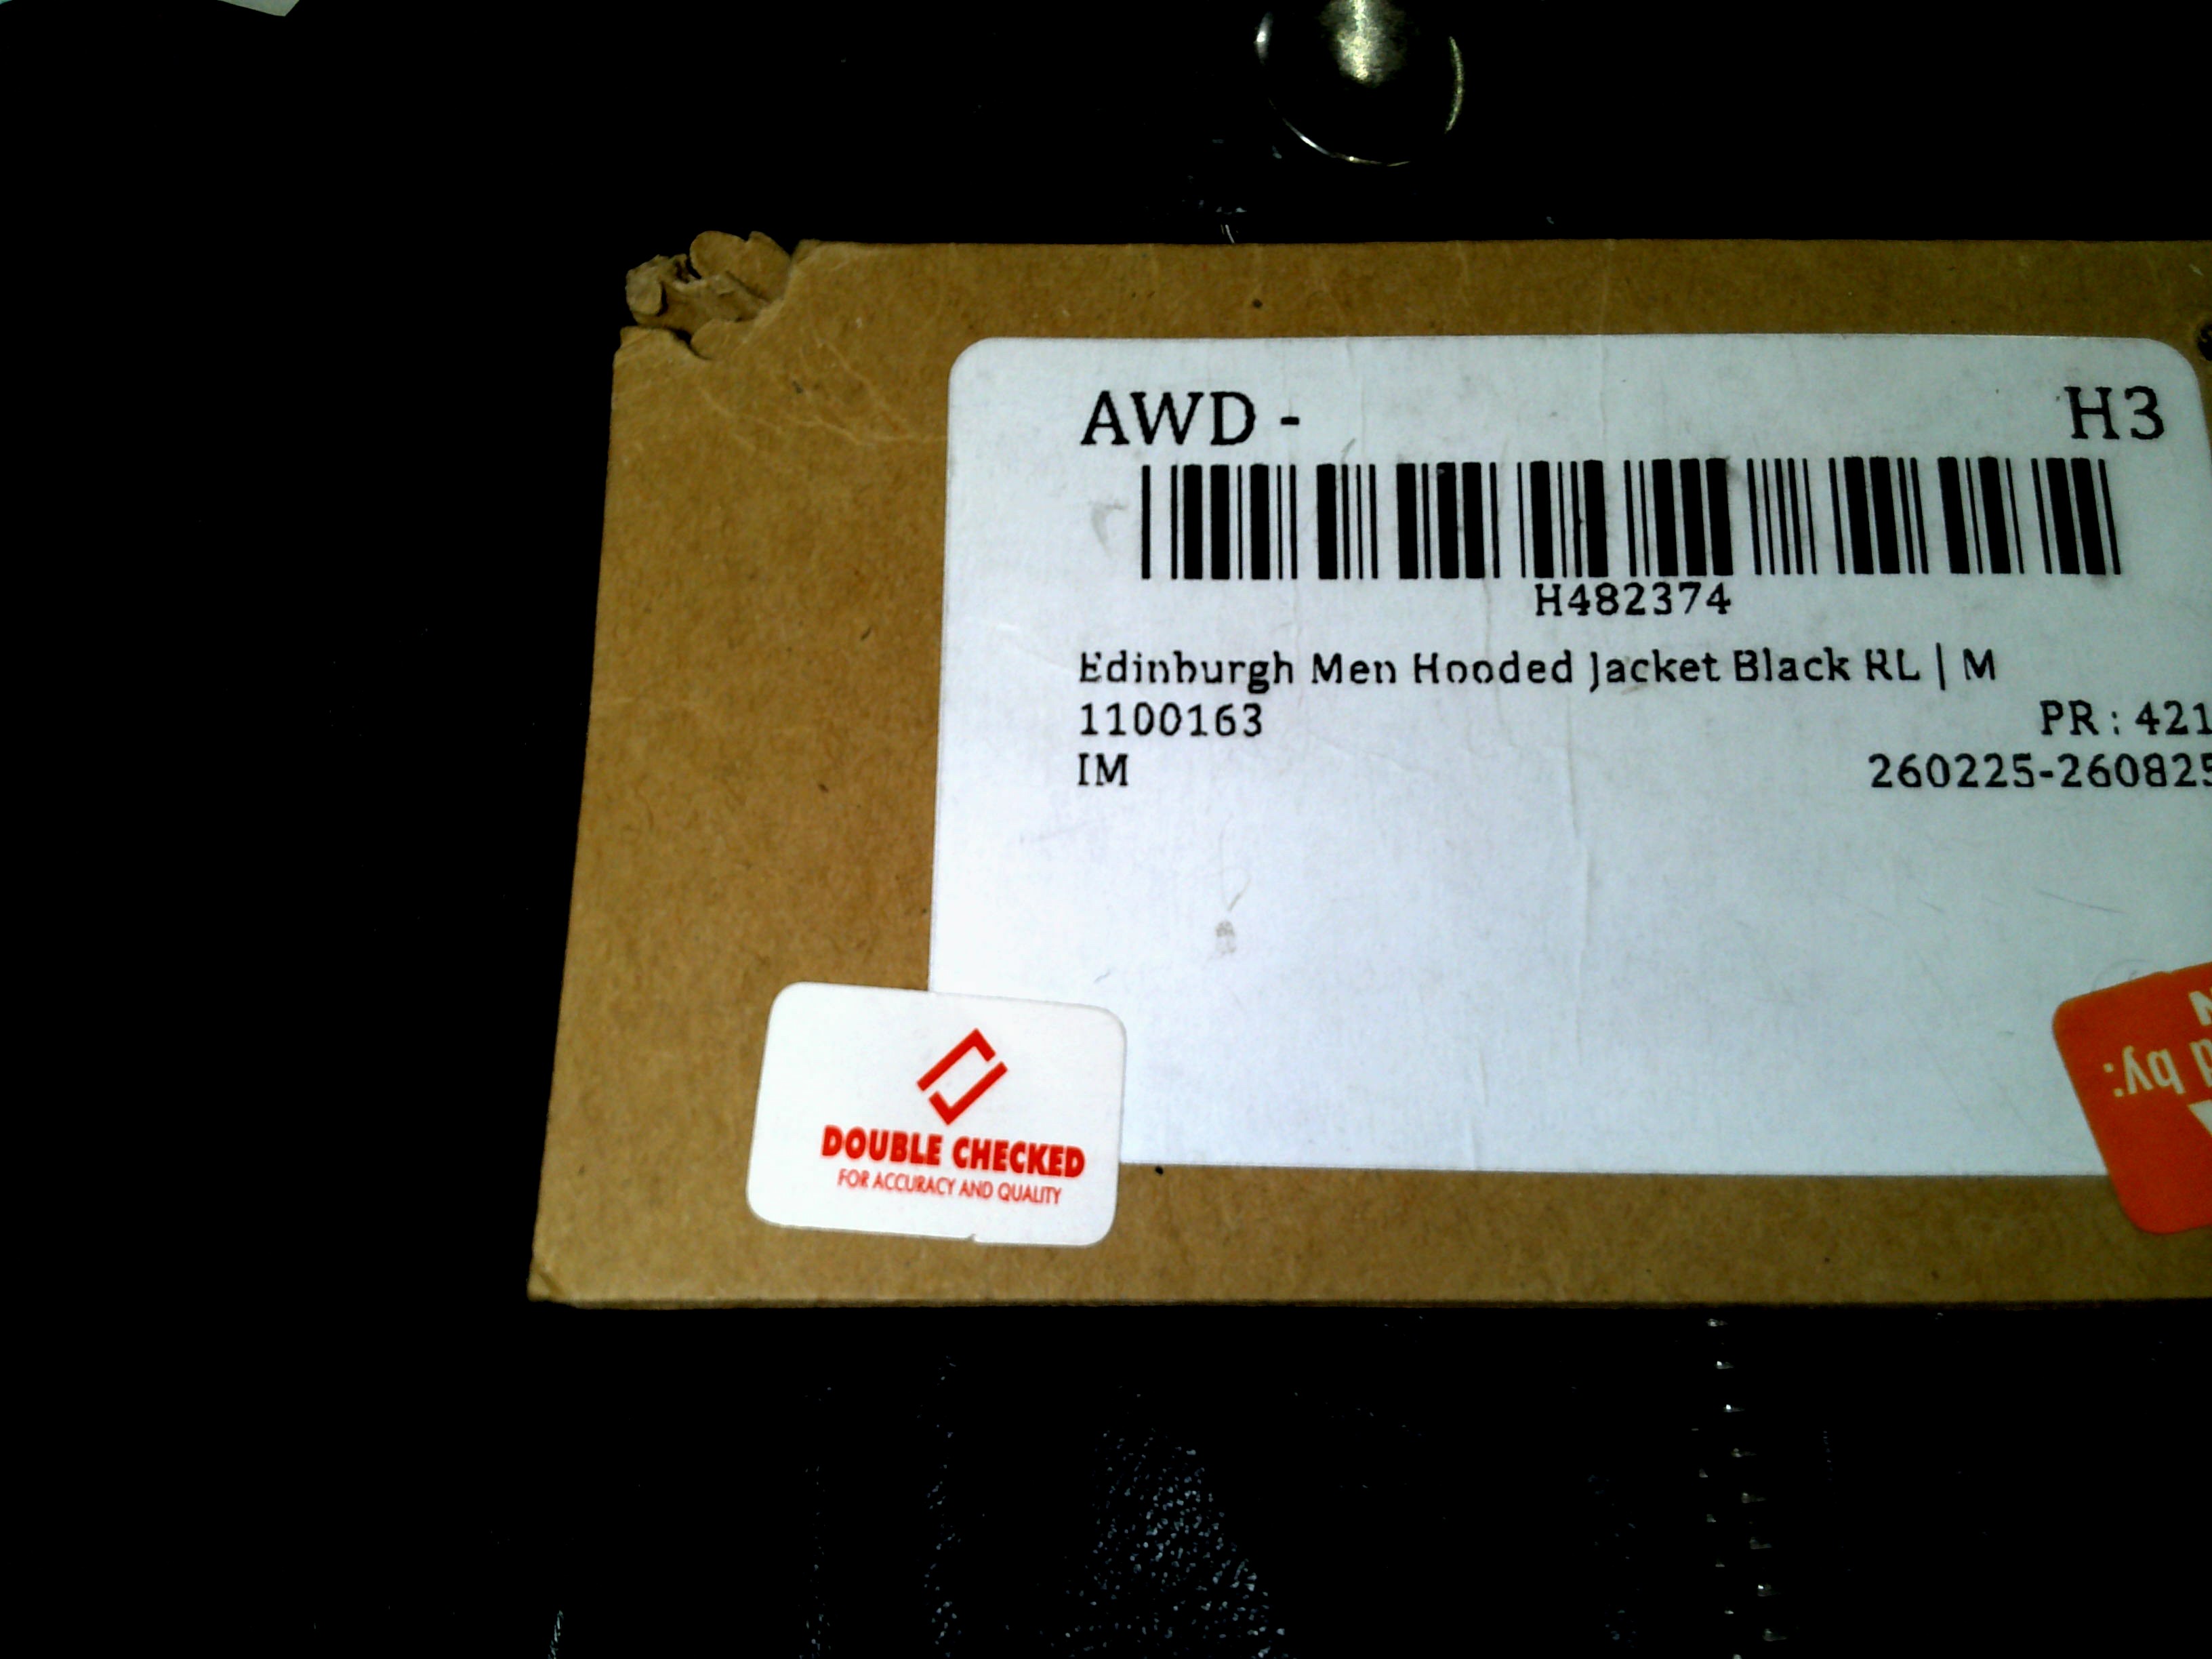 AWD - H3
H482374
Edinburgh Men Hooded Jacket Black RL | M
1100163 PR : 421
IM 260225-260825
DOUBLE CHECKED
FOR ACCURACY AND QUALITY
by: